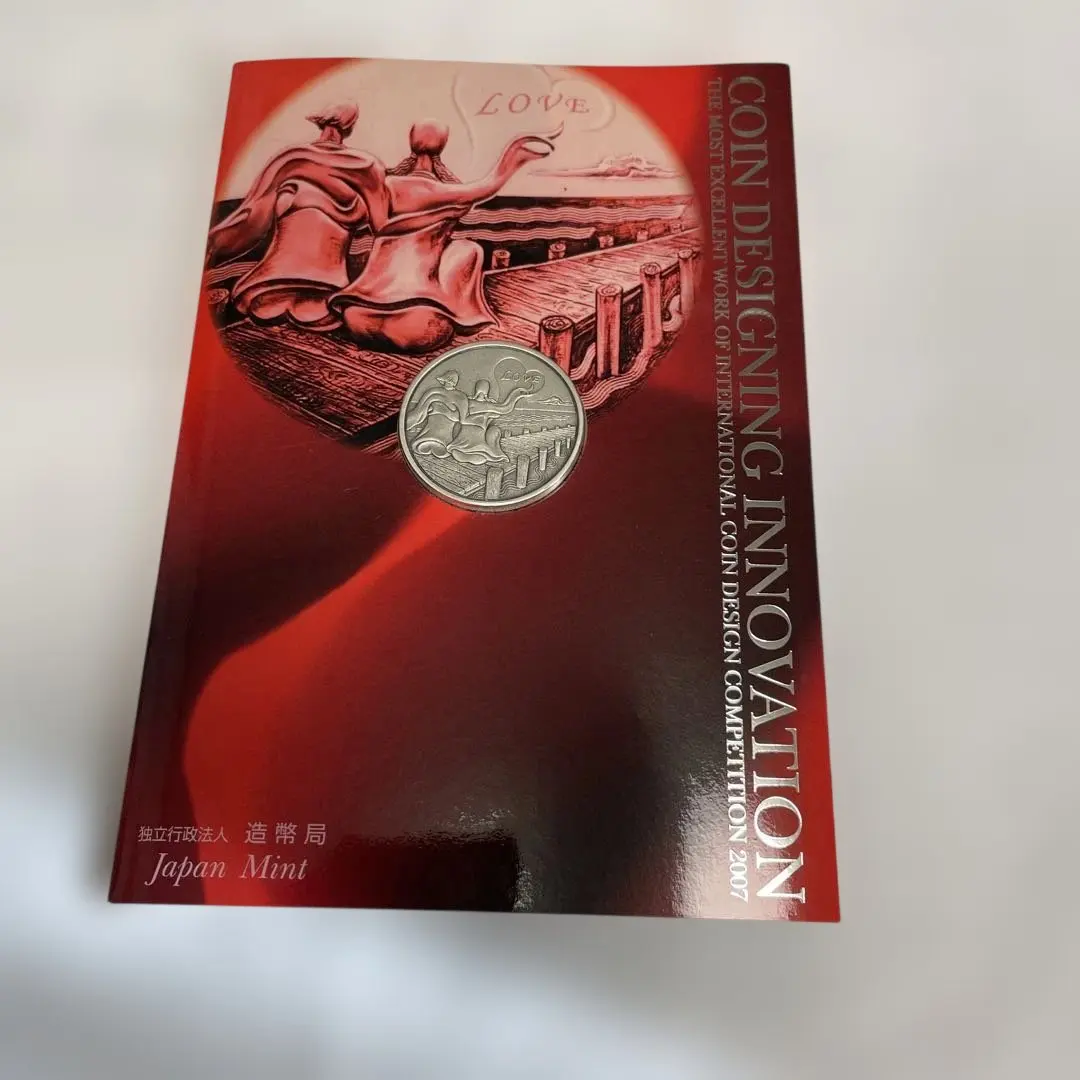 LOVE
LOVE
COIN DESIGNING INNOVATION
THE MOST EXCELLENT WORK OF INTERNATIONAL COIN DESIGN COMPETITION 2007
独立行政法人 造幣局
Japan Mint